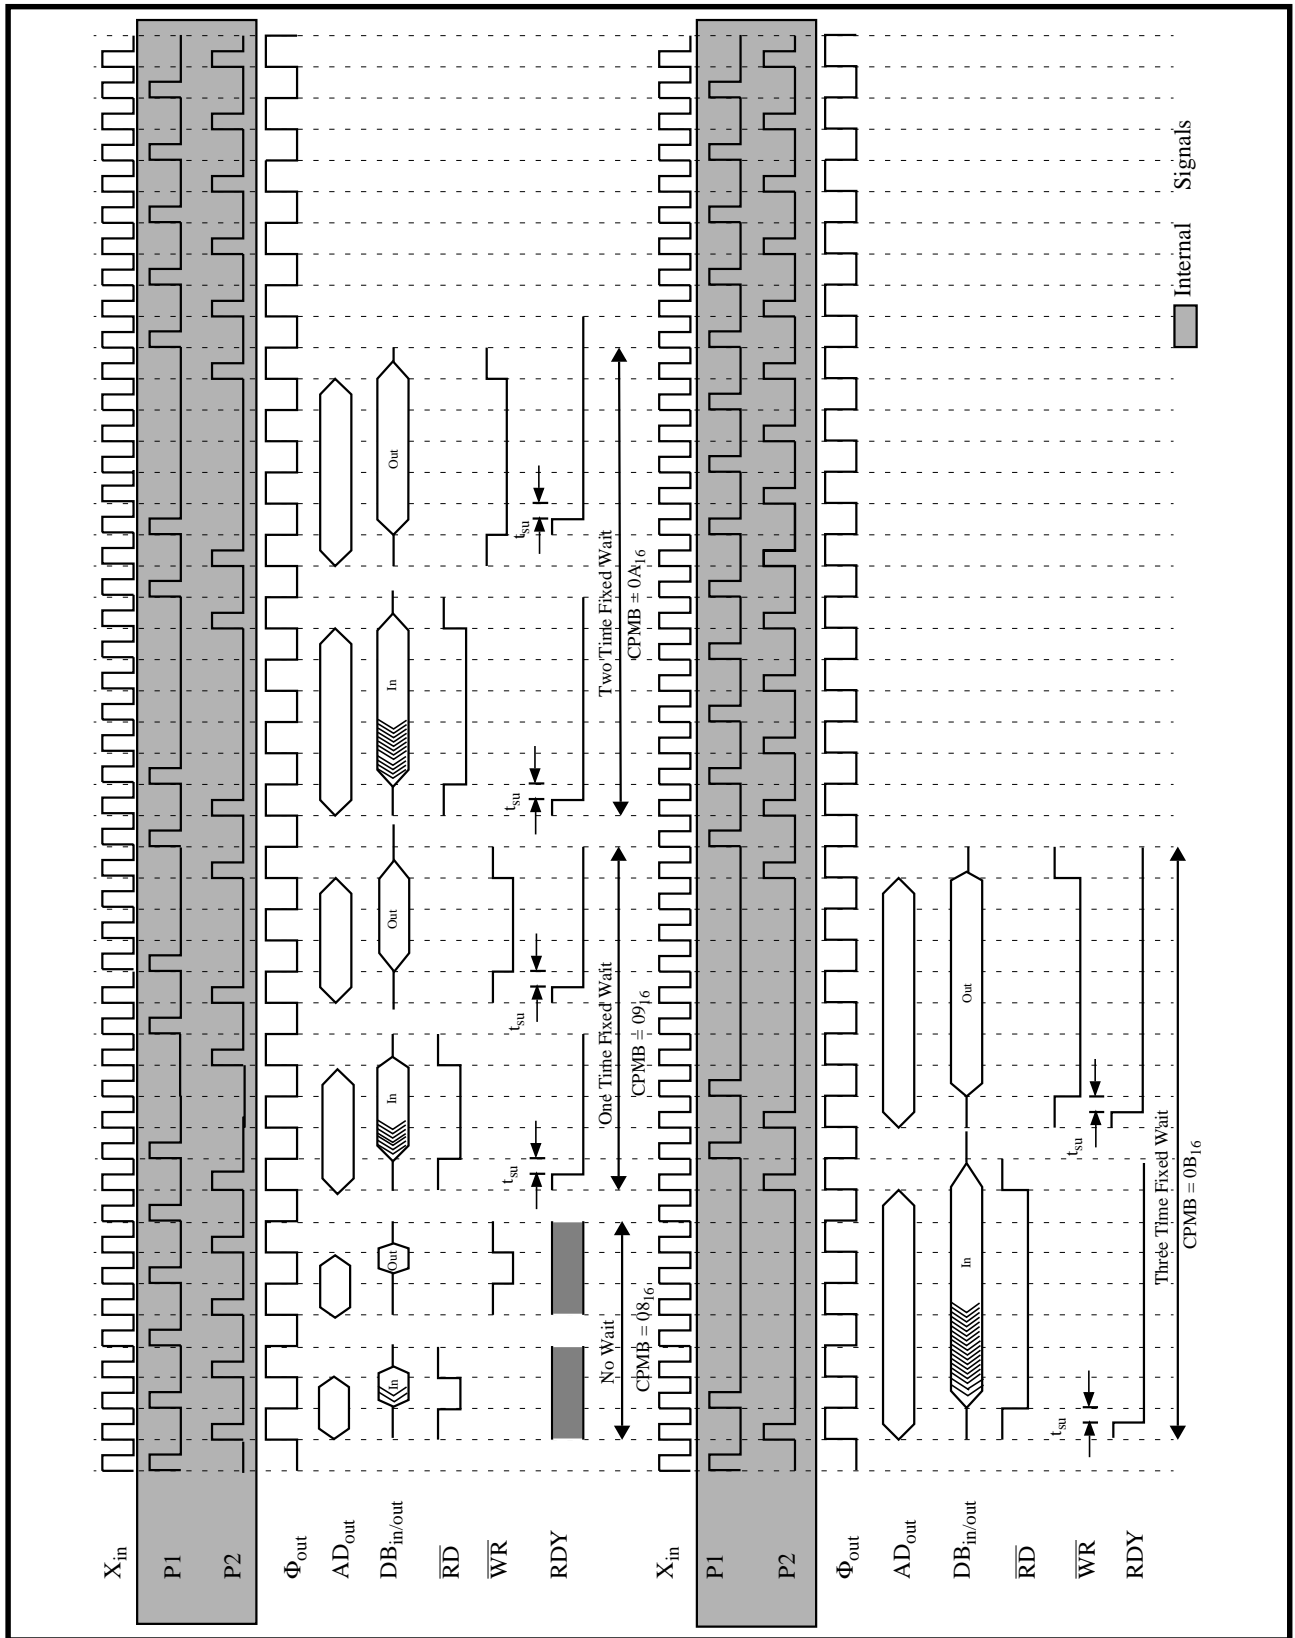 Xin
P1
P2
Φout
ADout
DBin/out
RD
WR
RDY
In
Out
No Wait
CPMB = 0816
In
Out
tsu
tsu
One Time Fixed Wait
CPMB = 0916
In
Out
tsu
tsu
Two Time Fixed Wait
CPMB = 0A16
Xin
P1
P2
Φout
ADout
DBin/out
RD
WR
RDY
In
Out
tsu
tsu
Three Time Fixed Wait
CPMB = 0B16
Internal Signals